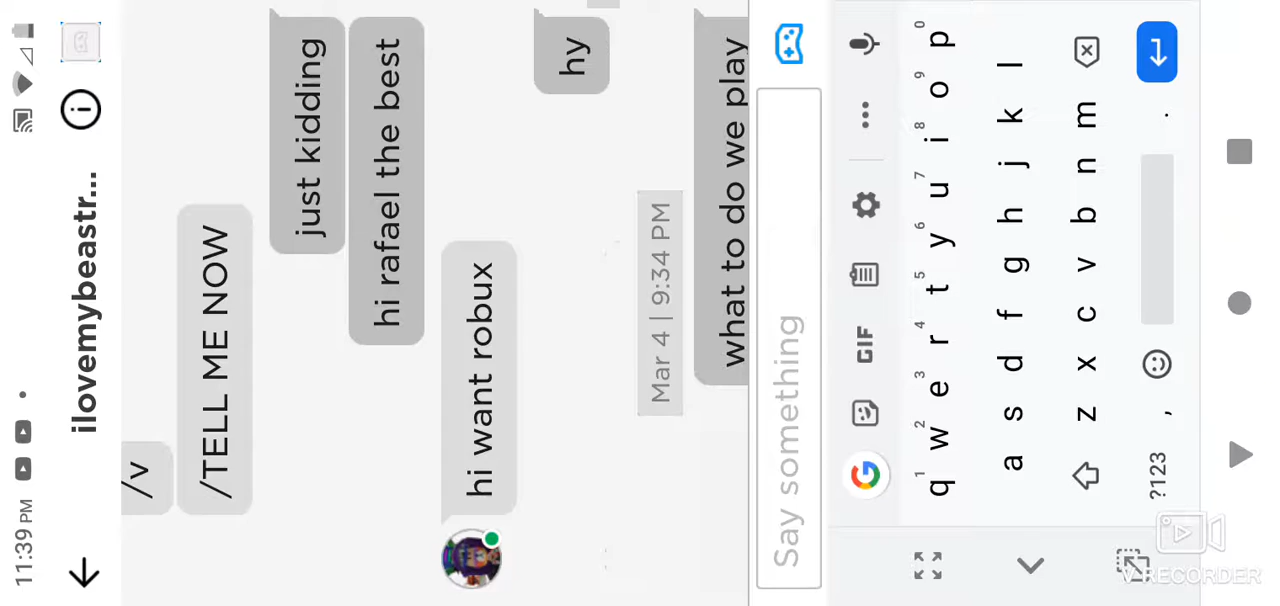 11:39 PM
ilovemybeastr...
/v
/TELL ME NOW
just kidding
hi rafael the best
hi want robux
hy
Mar 4 | 9:34 PM
what to do we play
Say something
GIF
1 2 3 4 5 6 7 8 9 0
q w e r t y u i o p
a s d f g h j k l
z x c v b n m
?123 , .
V RECORDER